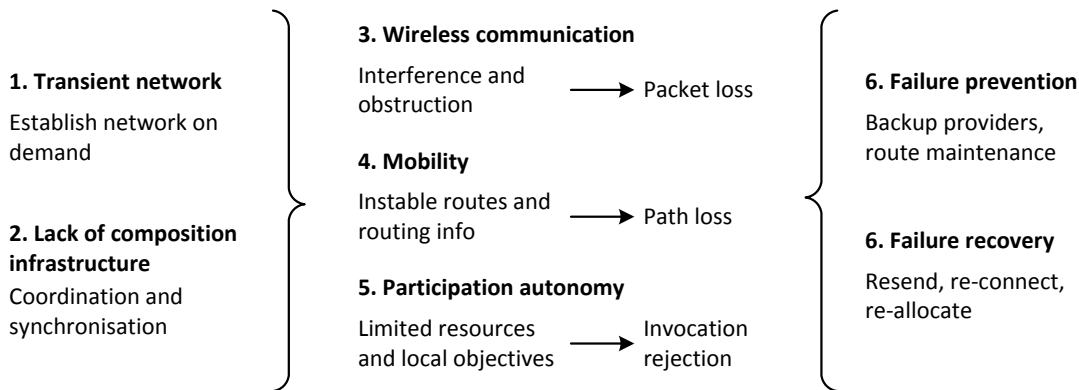 1. Transient network
Establish network on
demand
2. Lack of composition
infrastructure
Coordination and
synchronisation
3. Wireless communication
Interference and
obstruction
Packet loss
4. Mobility
Instable routes and
routing info
Path loss
5. Participation autonomy
Limited resources
and local objectives
Invocation
rejection
6. Failure prevention
Backup providers,
route maintenance
6. Failure recovery
Resend, re-connect,
re-allocate